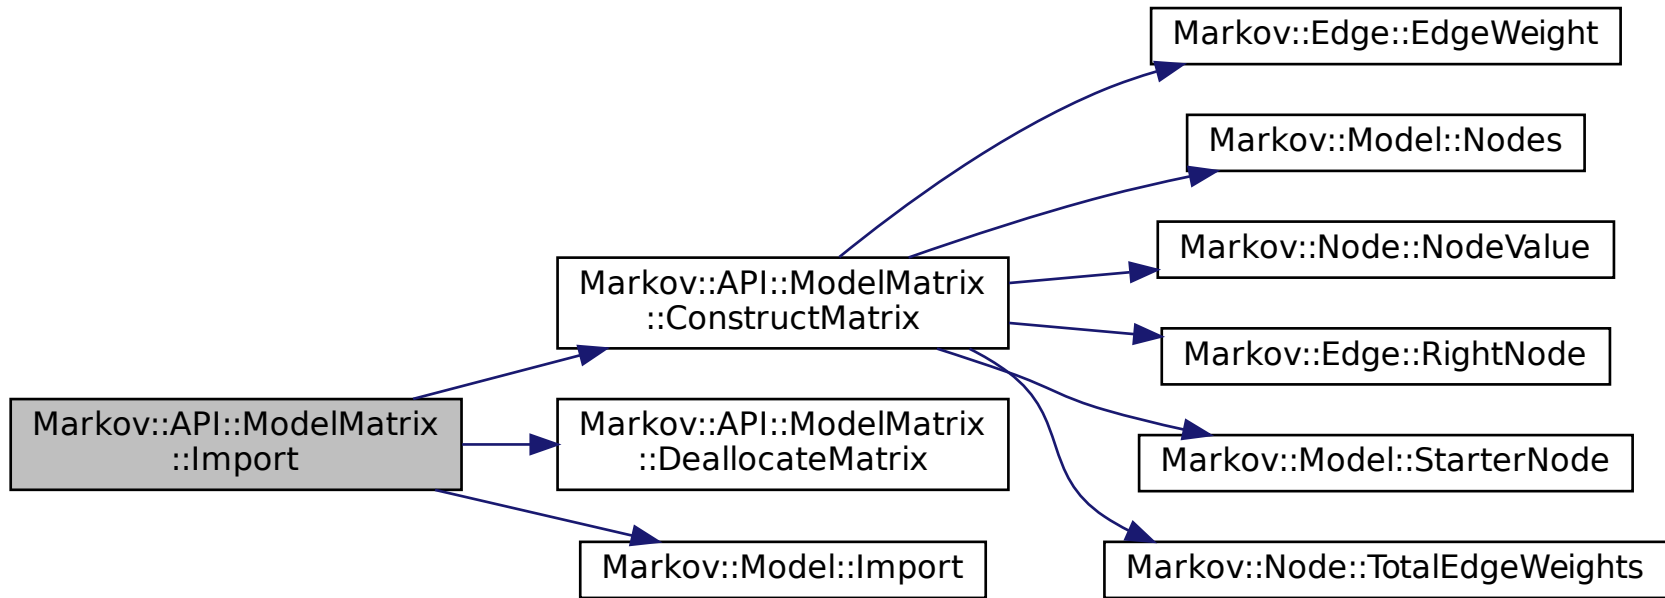 Markov::API::ModelMatrix
::Import
Markov::API::ModelMatrix
::ConstructMatrix
Markov::API::ModelMatrix
::DeallocateMatrix
Markov::Model::Import
Markov::Edge::EdgeWeight
Markov::Model::Nodes
Markov::Node::NodeValue
Markov::Edge::RightNode
Markov::Model::StarterNode
Markov::Node::TotalEdgeWeights